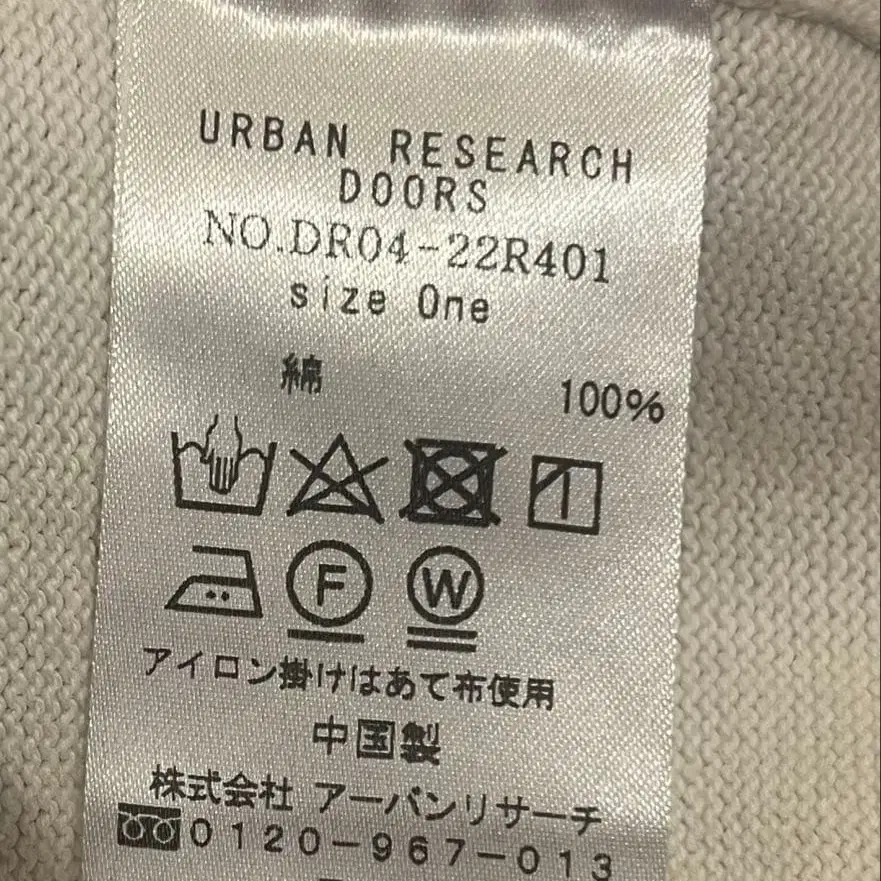 URBAN RESEARCH
DOORS
NO.DR04-22R401
size One
綿 100%
F W
アイロン掛けはあて布使用
中国製
株式会社 アーバンリサーチ
0120-967-013